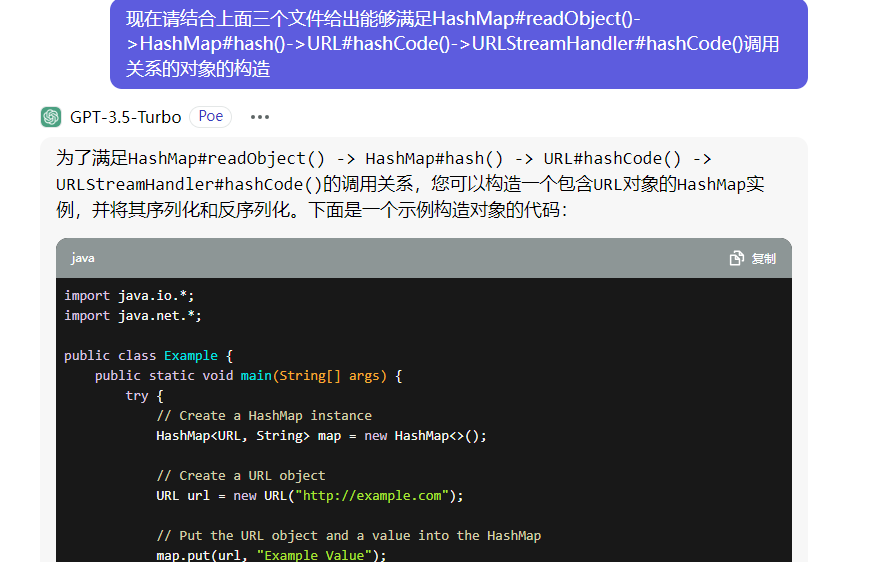 现在请结合上面三个文件给出能够满足HashMap#readObject()-
>HashMap#hash()->URL#hashCode()->URLStreamHandler#hashCode()调用
关系的对象的构造
GPT-3.5-Turbo Poe •••
为了满足HashMap#readObject() -> HashMap#hash() -> URL#hashCode() ->
URLStreamHandler#hashCode()的调用关系，您可以构造一个包含URL对象的HashMap实
例，并将其序列化和反序列化。下面是一个示例构造对象的代码：
java 复制
import java.io.*;
import java.net.*;
public class Example {
public static void main(String[] args) {
try {
// Create a HashMap instance
HashMap<URL, String> map = new HashMap<>();
// Create a URL object
URL url = new URL("http://example.com");
// Put the URL object and a value into the HashMap
map.put(url, "Example Value");